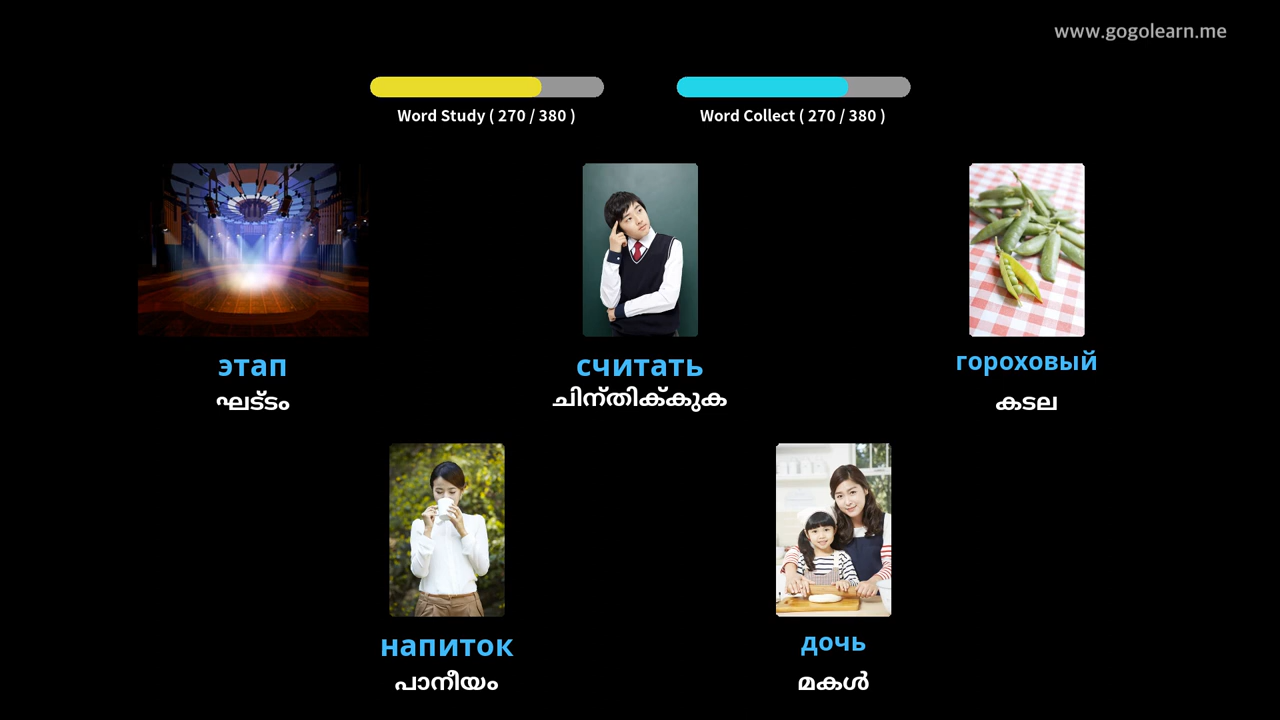 www.gogolearn.me
Word Study ( 270 / 380 )
Word Collect ( 270 / 380 )
этап
ഘട്ടം
считать
ചിന്തിക്കുക
гороховый
കടല
напиток
പാനീയം
дочь
മകൾ